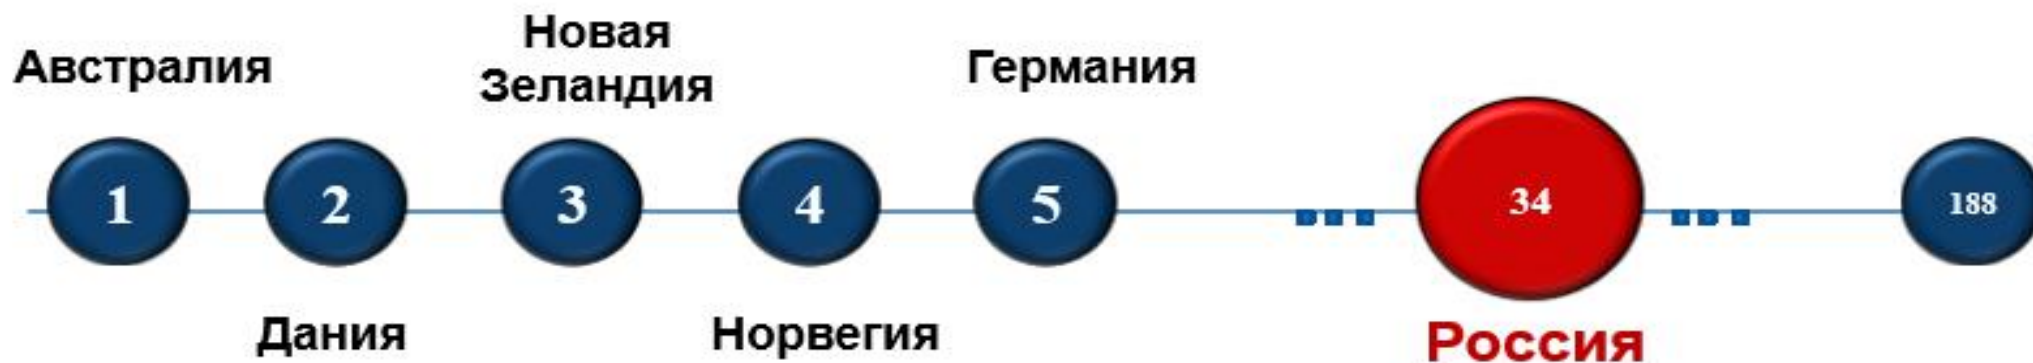 Австралия
Новая
Зеландия
Германия
1
2
3
4
5
34
188
Дания
Норвегия
Россия